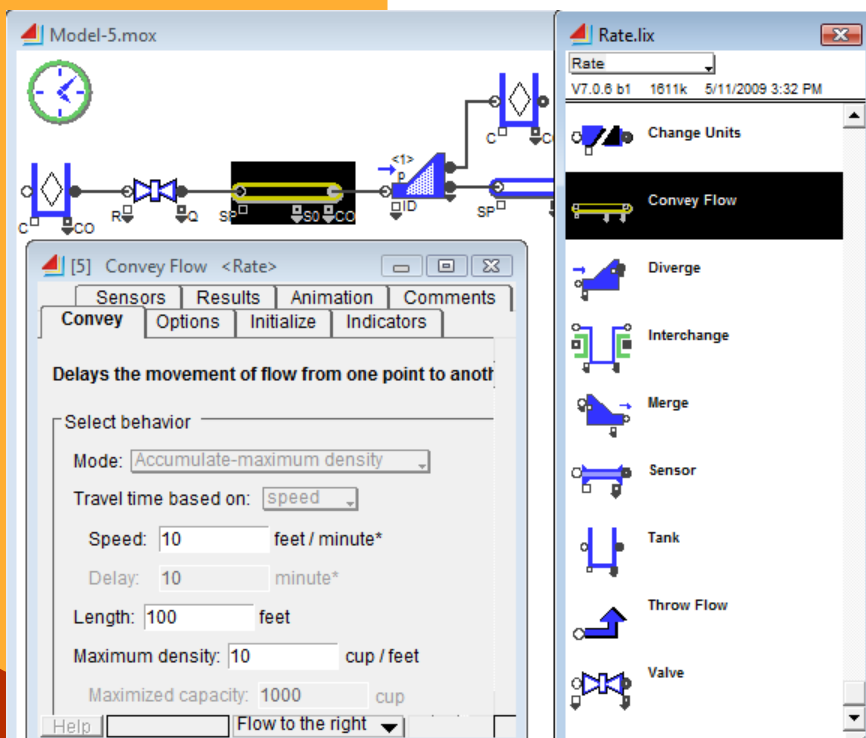 Model-5.mox
C CO
<1>
p
C CO R Q SP S0 CO ID SP
[5] Convey Flow <Rate>
Sensors Results Animation Comments
Convey Options Initialize Indicators
Delays the movement of flow from one point to anoth
Select behavior
Mode: Accumulate-maximum density
Travel time based on: speed
Speed: 10 feet / minute*
Delay: 10 minute*
Length: 100 feet
Maximum density: 10 cup / feet
Maximized capacity: 1000 cup
Help Flow to the right
Rate.lix
Rate
V7.0.6 b1 1611k 5/11/2009 3:32 PM
Change Units
Convey Flow
Diverge
Interchange
Merge
Sensor
Tank
Throw Flow
Valve